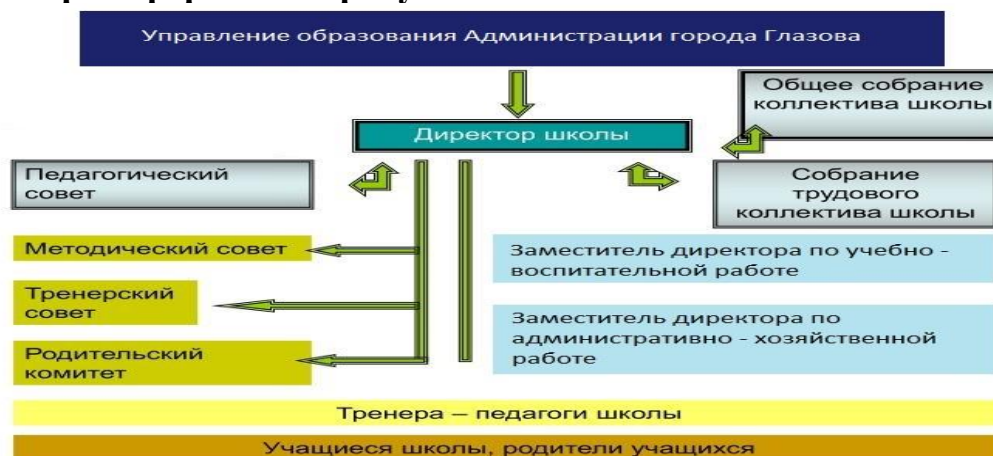 Управление образования Администрации города Глазова
Общее собрание
коллектива школы
Директор школы
Педагогический
совет
Собрание
трудового
коллектива школы
Методический совет
Заместитель директора по учебно -
воспитательной работе
Тренерский
совет
Заместитель директора по
административно - хозяйственной
работе
Родительский
комитет
Тренера – педагоги школы
Учащиеся школы, родители учащихся